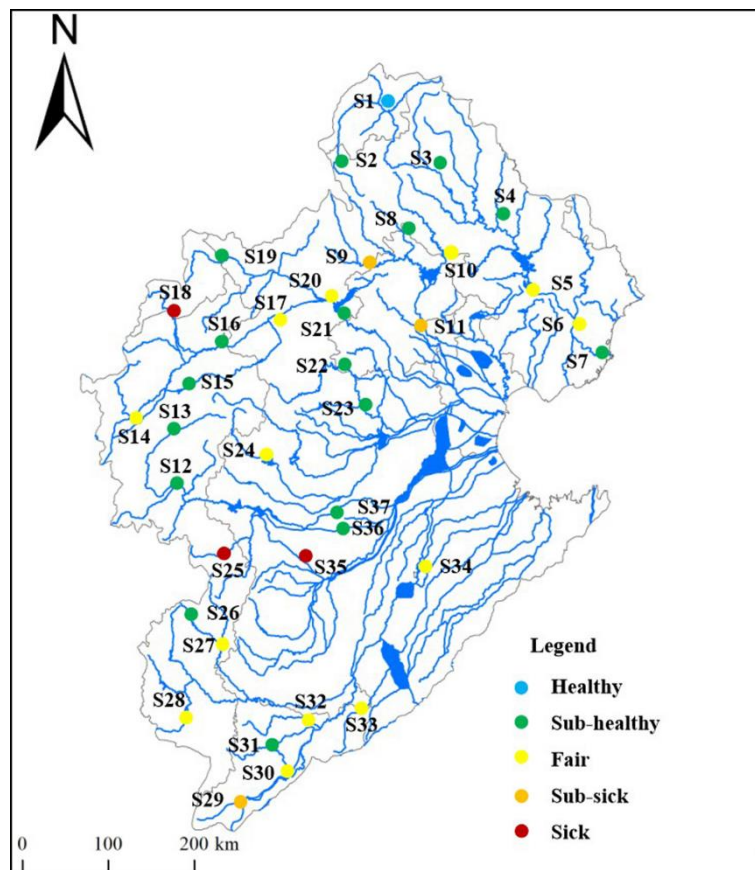 N
S1
S2
S3
S4
S8
S9
S10
S19
S18
S20
S17
S5
S6
S7
S16
S21
S11
S22
S15
S13
S14
S23
S24
S12
S37
S36
S25
S35
S34
S26
S27
S28
S32
S33
S31
S30
S29
Legend
Healthy
Sub-healthy
Fair
Sub-sick
Sick
0 100 200 km